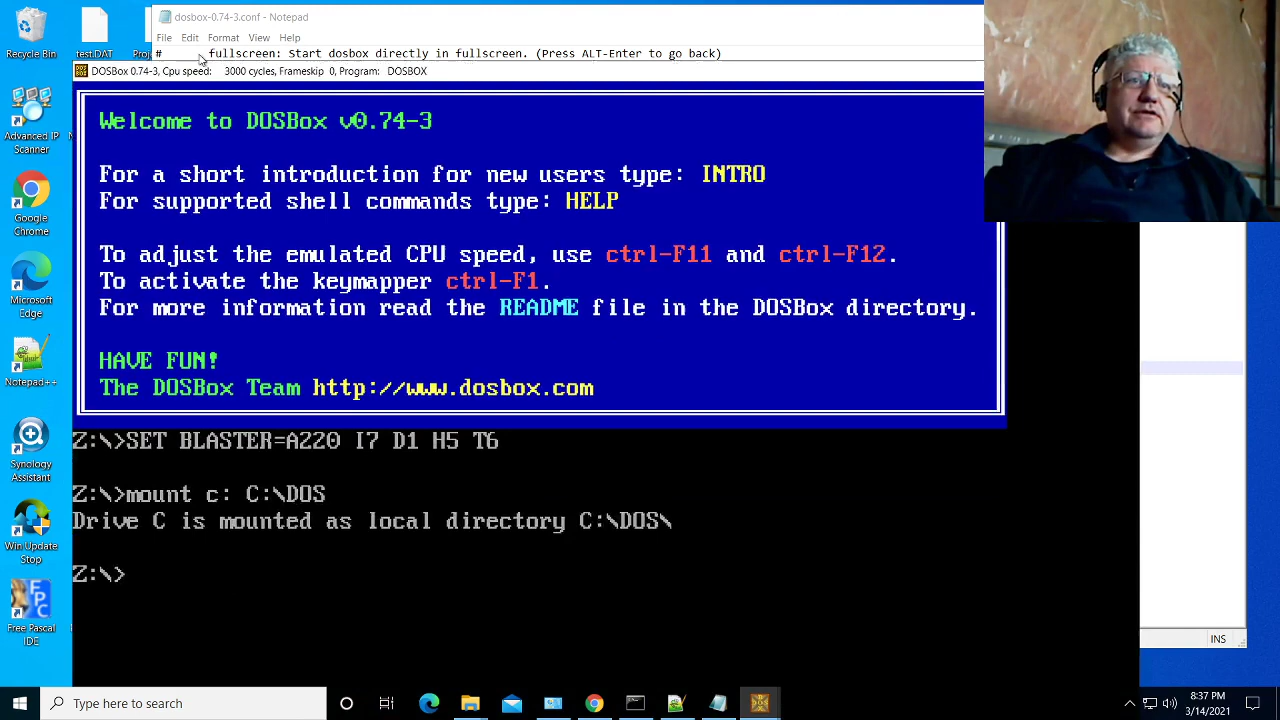 Recycle Bin
test.DAT
Proj
dosbox-0.74-3.conf - Notepad
File Edit Format View Help
# fullscreen: Start dosbox directly in fullscreen. (Press ALT-Enter to go back)
DOSBox 0.74-3, Cpu speed: 3000 cycles, Frameskip 0, Program: DOSBOX
Welcome to DOSBox v0.74-3
For a short introduction for new users type: INTRO
For supported shell commands type: HELP
To adjust the emulated CPU speed, use ctrl-F11 and ctrl-F12.
To activate the keymapper ctrl-F1.
For more information read the README file in the DOSBox directory.
HAVE FUN!
The DOSBox Team http://www.dosbox.com
Z:\>SET BLASTER=A220 I7 D1 H5 T6
Z:\>mount c: C:\DOS
Drive C is mounted as local directory C:\DOS\
Z:\>
Advanced IP
Scanner
Google
Chrome
Microsoft
Edge
Notepad++
Synology
Assistant
Win Update
Stop
FPC
Free Pascal
IDE
INS
Type here to search
DOS
8:37 PM
3/14/2021